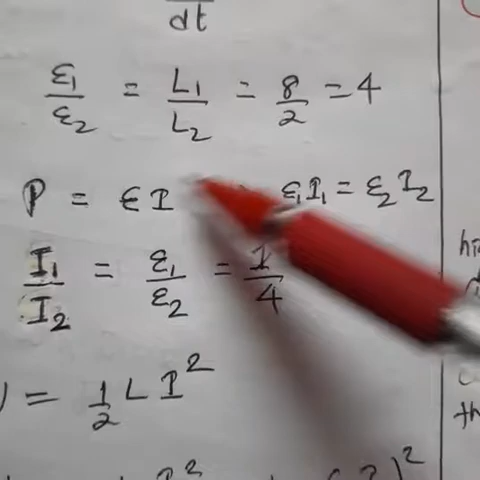 dt
ε1/ε2 = L1/L2 = 8/2 = 4
P = εI ε1I1 = ε2I2
I1/I2 = ε1/ε2 = 1/4
= 1/2 L I²